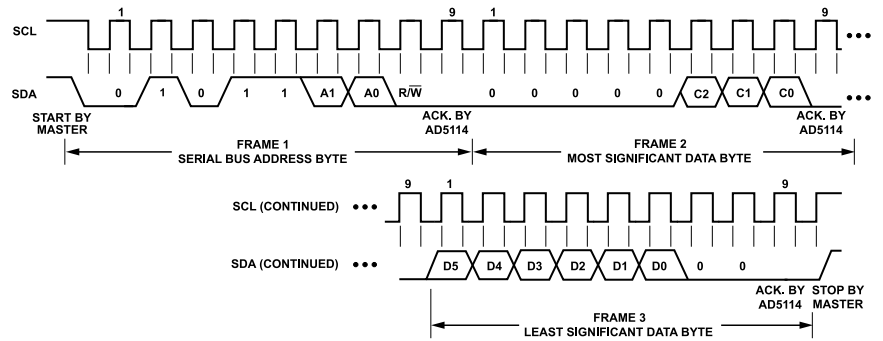 1 9 1 9
SCL
SDA 0 1 0 1 1 A1 A0 R/W̅ 0 0 0 0 0 C2 C1 C0
START BY
MASTER
ACK. BY
AD5114
ACK. BY
AD5114
FRAME 1
SERIAL BUS ADDRESS BYTE
FRAME 2
MOST SIGNIFICANT DATA BYTE
9 1 9
SCL (CONTINUED)
SDA (CONTINUED) D5 D4 D3 D2 D1 D0 0 0
ACK. BY
AD5114
STOP BY
MASTER
FRAME 3
LEAST SIGNIFICANT DATA BYTE